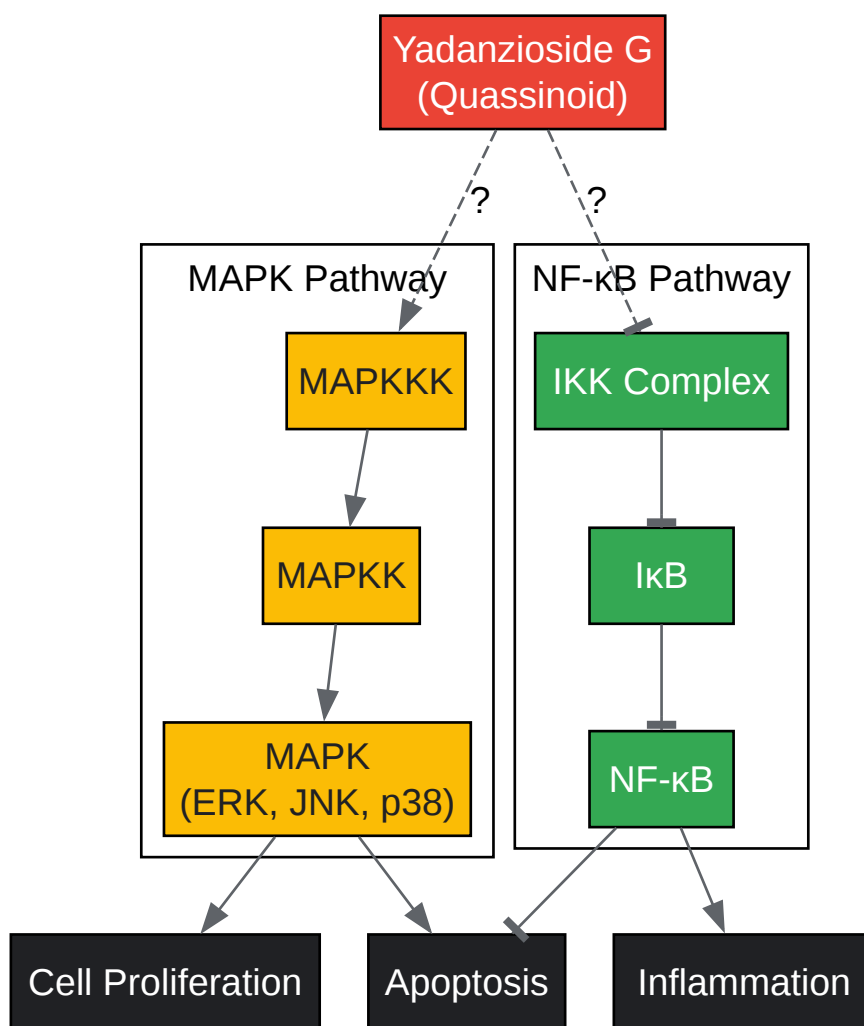 Yadanzioside G
(Quassinoid)
?
?
MAPK Pathway
NF-κB Pathway
MAPKKK
IKK Complex
MAPKK
IκB
MAPK
(ERK, JNK, p38)
NF-κB
Cell Proliferation
Apoptosis
Inflammation